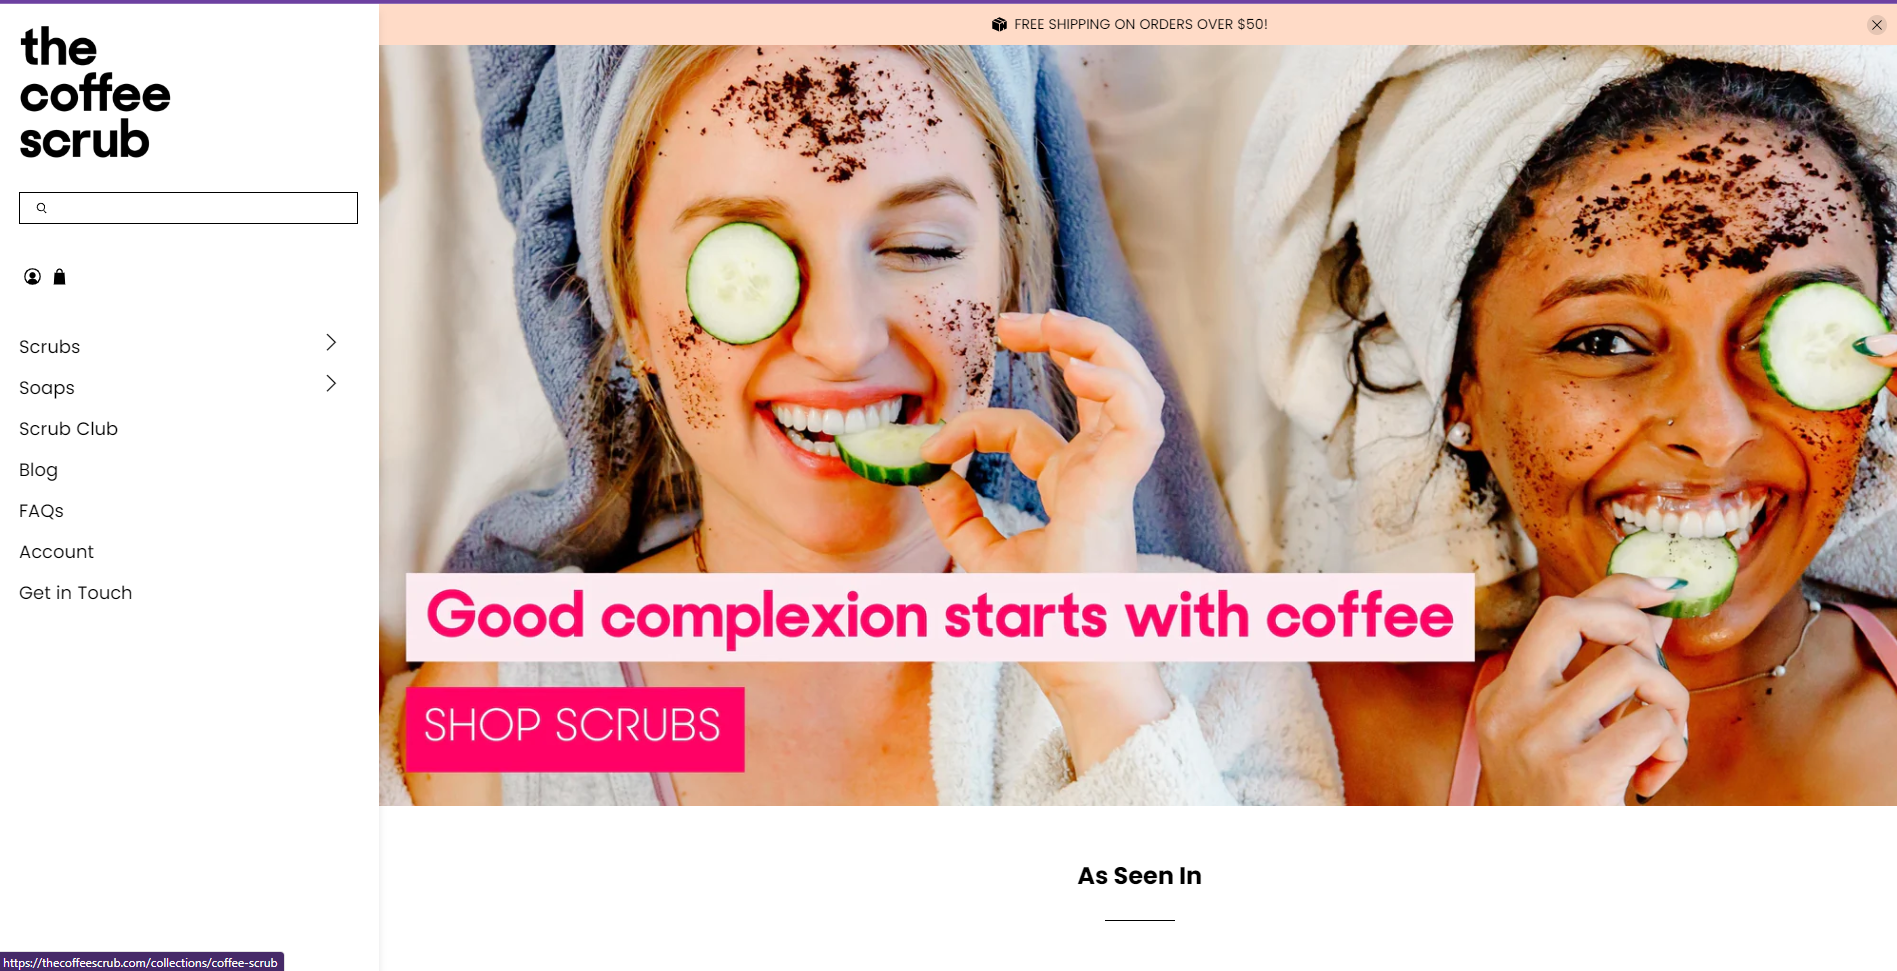 the
coffee
scrub
Scrubs
Soaps
Scrub Club
Blog
FAQs
Account
Get in Touch
FREE SHIPPING ON ORDERS OVER $50!
Good complexion starts with coffee
SHOP SCRUBS
As Seen In
https://thecoffeescrub.com/collections/coffee-scrub